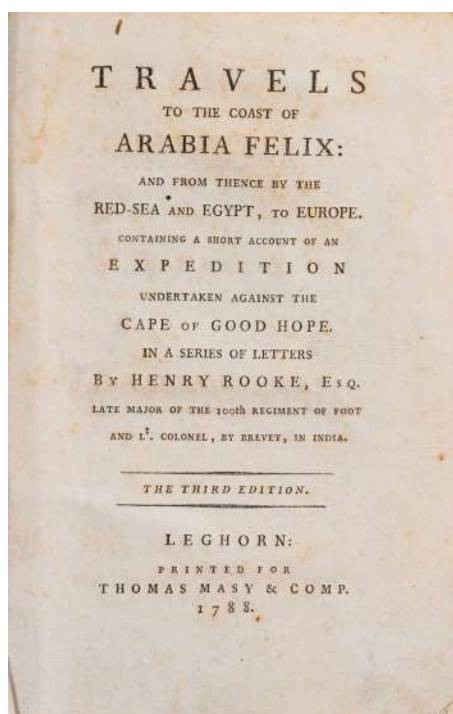 TRAVELS
TO THE COAST OF
ARABIA FELIX:
AND FROM THENCE BY THE
RED-SEA AND EGYPT, TO EUROPE.
CONTAINING A SHORT ACCOUNT OF AN
EXPEDITION
UNDERTAKEN AGAINST THE
CAPE OF GOOD HOPE.
IN A SERIES OF LETTERS
BY HENRY ROOKE, ESQ.
LATE MAJOR OF THE 100th REGIMENT OF FOOT
AND Lt. COLONEL, BY BREVET, IN INDIA.
THE THIRD EDITION.
LEGHORN:
PRINTED FOR
THOMAS MASY & COMP.
1788.